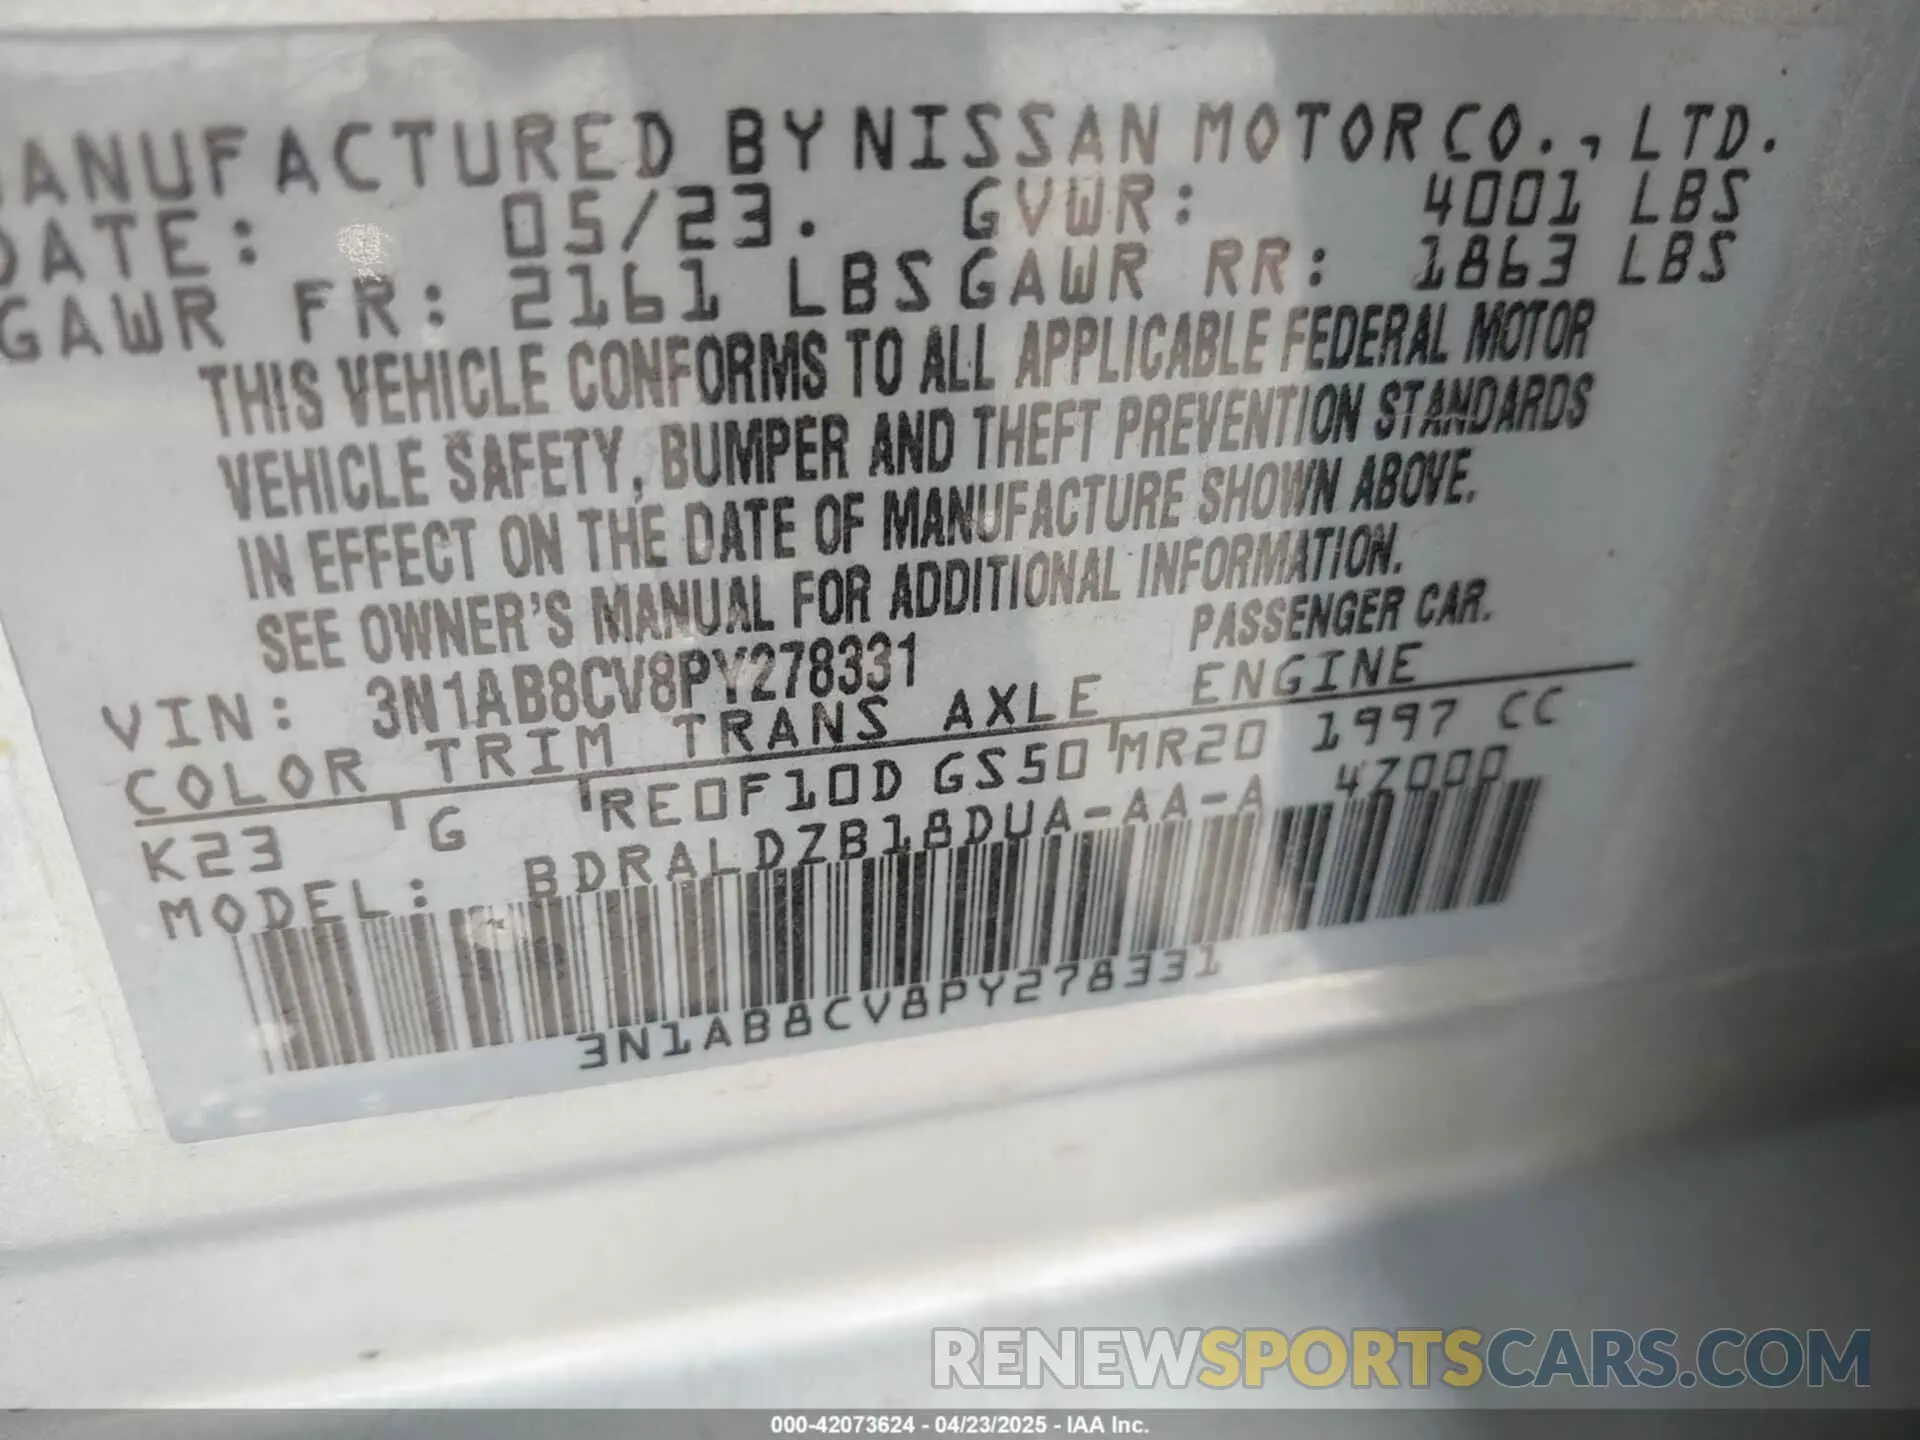 MANUFACTURED BY NISSAN MOTOR CO., LTD.
DATE: 05/23. GVWR: 4001 LBS
GAWR FR: 2161 LBS GAWR RR: 1863 LBS
THIS VEHICLE CONFORMS TO ALL APPLICABLE FEDERAL MOTOR
VEHICLE SAFETY, BUMPER AND THEFT PREVENTION STANDARDS
IN EFFECT ON THE DATE OF MANUFACTURE SHOWN ABOVE.
SEE OWNER'S MANUAL FOR ADDITIONAL INFORMATION.
VIN: 3N1AB8CV8PY278331 PASSENGER CAR.
COLOR TRIM TRANS AXLE ENGINE
K23 G RE0F10D GS50 MR20 1997 CC
MODEL: BDRALDZB18DUA-AA-A 4Z000
3N1AB8CV8PY278331
RENEWSPORTSCARS.COM
000-42073624 - 04/23/2025 - IAA Inc.